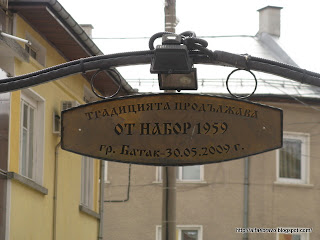 ТРАДИЦИЯТА ПРОДЪЛЖАВА
ОТ НАБОР 1959
гр. Батак-30.05.2009 г.